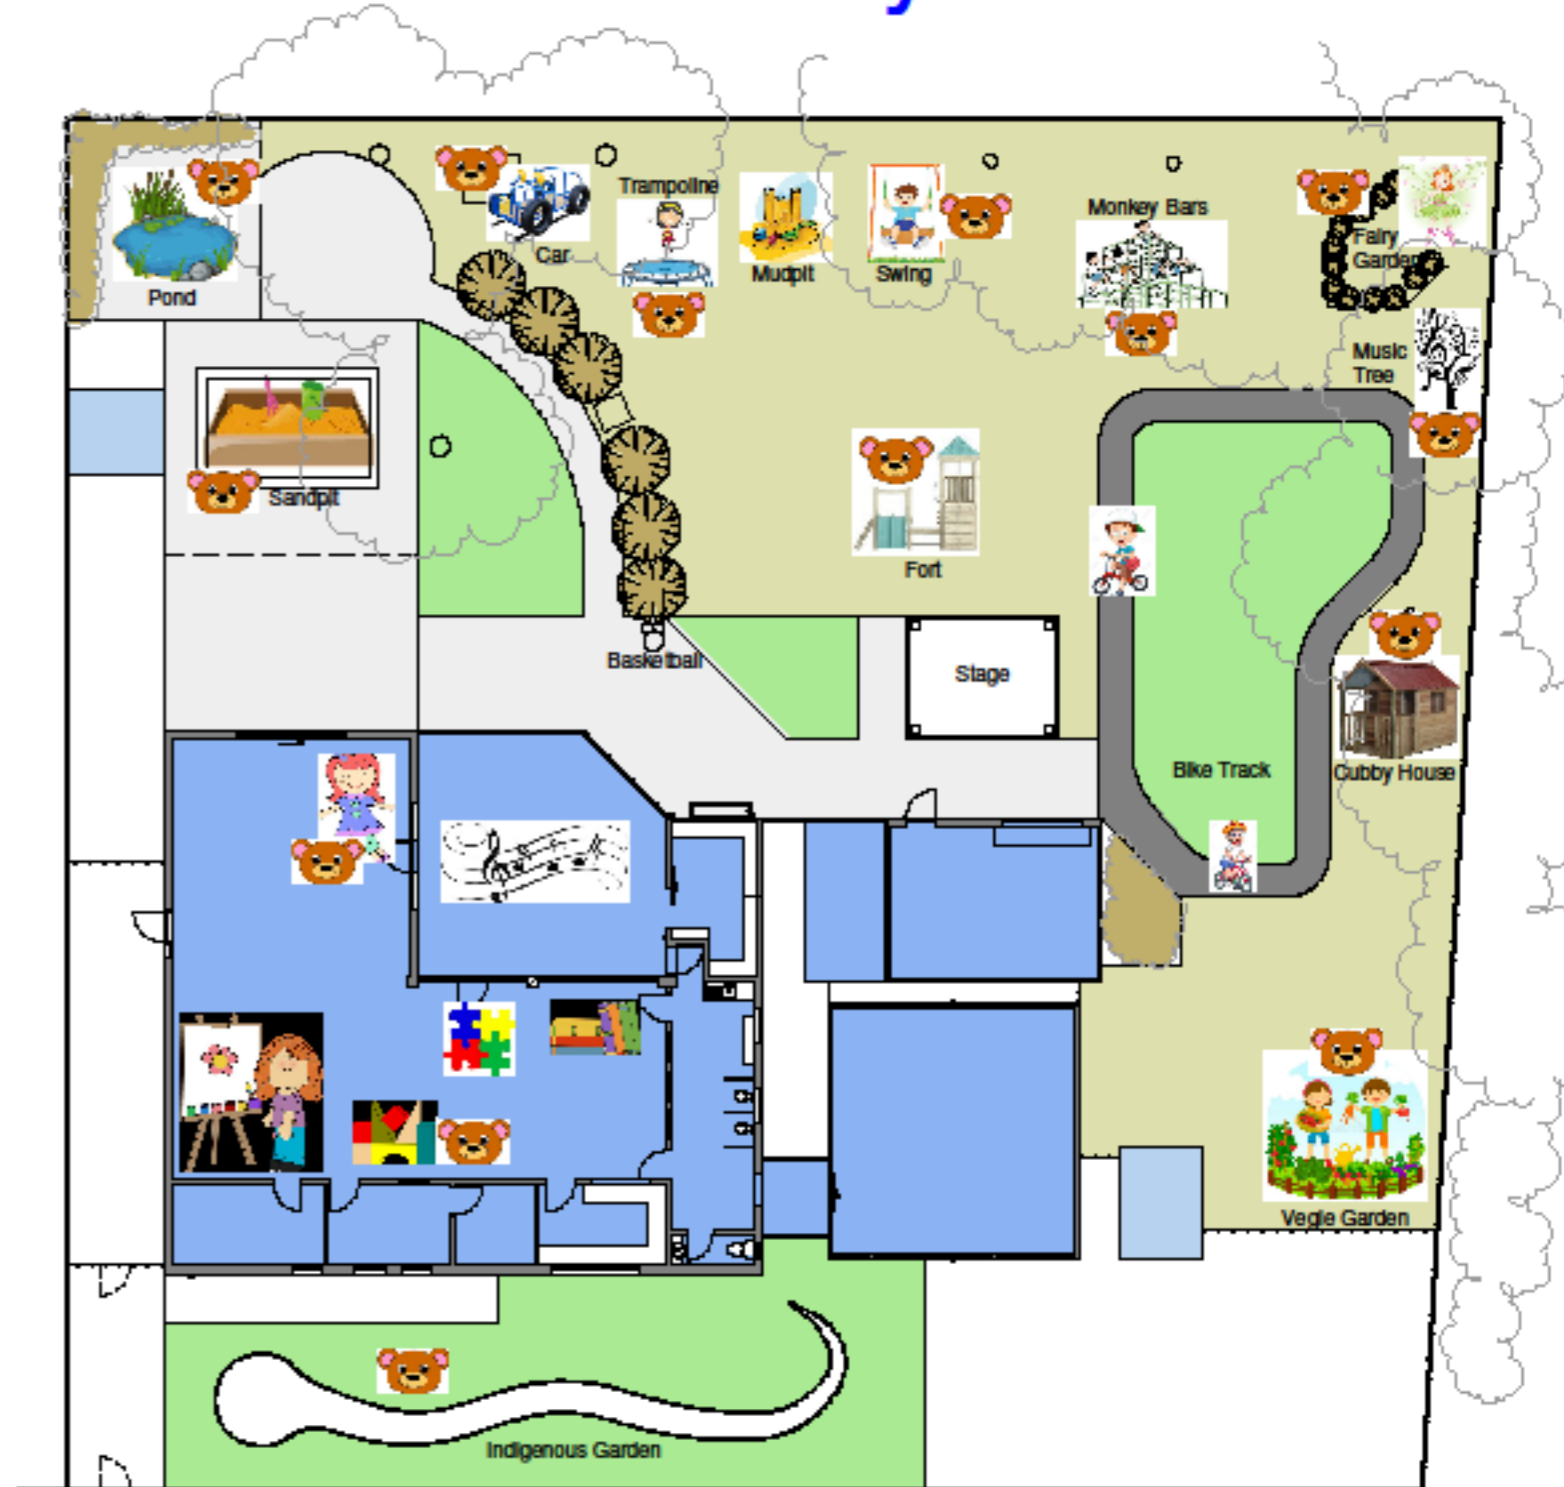 y
Trampoline
Monkey Bars
Fairy
Garden
Car
Mudpit
Swing
Pond
Music
Tree
Sandpit
Fort
Basketball
Stage
Bike Track
Cubby House
Vegie Garden
Indigenous Garden